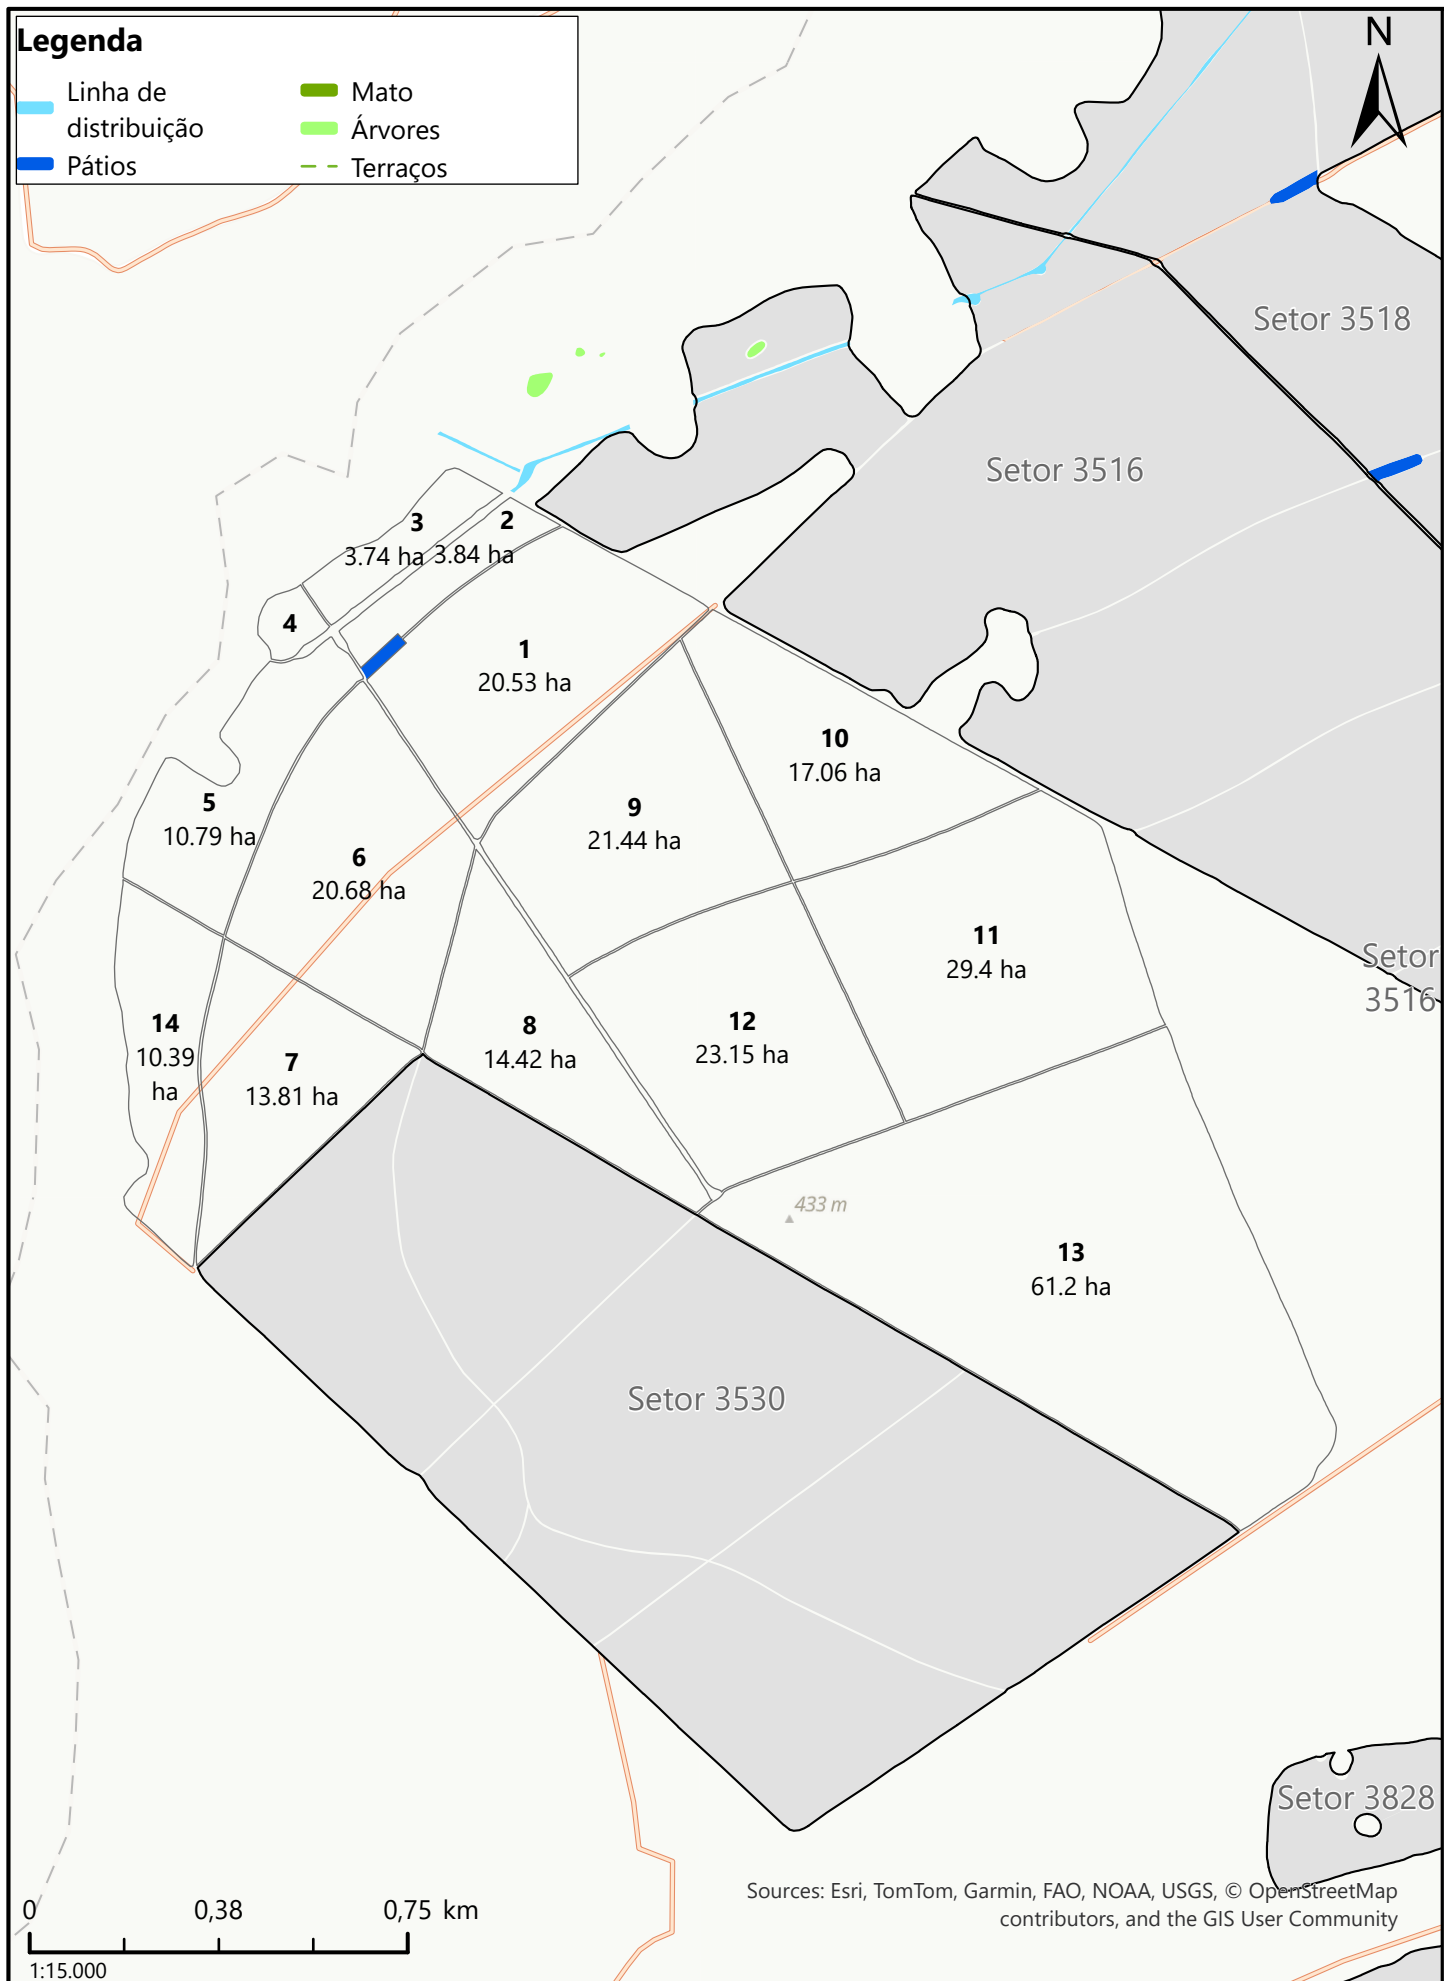 Legenda
Linha de
distribuição
Pátios
Mato
Árvores
Terraços
N
Setor 3518
Setor 3516
3
3.74 ha
2
3.84 ha
4
1
20.53 ha
10
17.06 ha
5
10.79 ha
9
21.44 ha
6
20.68 ha
11
29.4 ha
Setor
3516
14
10.39
ha
8
14.42 ha
12
23.15 ha
7
13.81 ha
433 m
13
61.2 ha
Setor 3530
Setor 3828
Sources: Esri, TomTom, Garmin, FAO, NOAA, USGS, © OpenStreetMap
contributors, and the GIS User Community
0 0,38 0,75 km
1:15.000